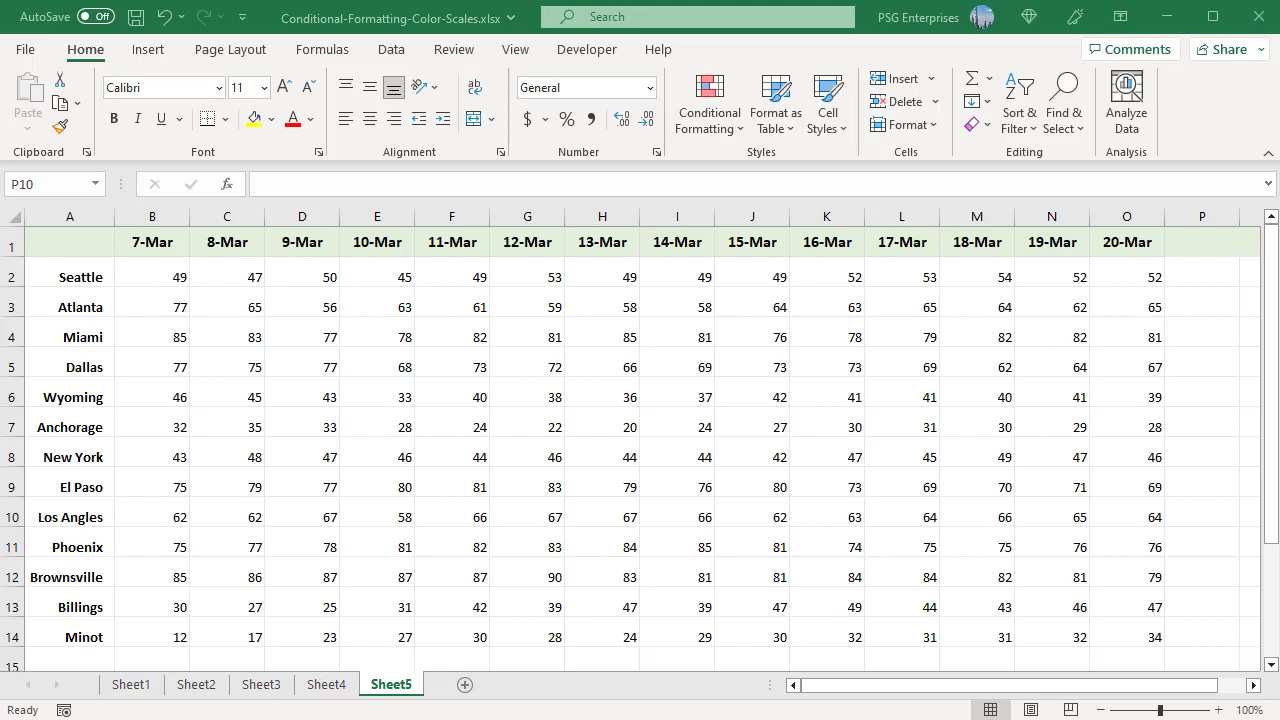 AutoSave Off Conditional-Formatting-Color-Scales.xlsx Search PSG Enterprises
File Home Insert Page Layout Formulas Data Review View Developer Help Comments Share
Paste Calibri 11 General Conditional Formatting Format as Table Cell Styles Insert Delete Format Sort & Filter Find & Select Analyze Data
Clipboard Font Alignment Number Styles Cells Editing Analysis
P10 fx
A B C D E F G H I J K L M N O P
1 7-Mar 8-Mar 9-Mar 10-Mar 11-Mar 12-Mar 13-Mar 14-Mar 15-Mar 16-Mar 17-Mar 18-Mar 19-Mar 20-Mar
2 Seattle 49 47 50 45 49 53 49 49 49 52 53 54 52 52
3 Atlanta 77 65 56 63 61 59 58 58 64 63 65 64 62 65
4 Miami 85 83 77 78 82 81 85 81 76 78 79 82 82 81
5 Dallas 77 75 77 68 73 72 66 69 73 73 69 62 64 67
6 Wyoming 46 45 43 33 40 38 36 37 42 41 41 40 41 39
7 Anchorage 32 35 33 28 24 22 20 24 27 30 31 30 29 28
8 New York 43 48 47 46 44 46 44 44 42 47 45 49 47 46
9 El Paso 75 79 77 80 81 83 79 76 80 73 69 70 71 69
10 Los Angles 62 62 67 58 66 67 67 66 62 63 64 66 65 64
11 Phoenix 75 77 78 81 82 83 84 85 81 74 75 75 76 76
12 Brownsville 85 86 87 87 87 90 83 81 81 84 84 82 81 79
13 Billings 30 27 25 31 42 39 47 39 47 49 44 43 46 47
14 Minot 12 17 23 27 30 28 24 29 30 32 31 31 32 34
15
Sheet1 Sheet2 Sheet3 Sheet4 Sheet5
Ready 100%